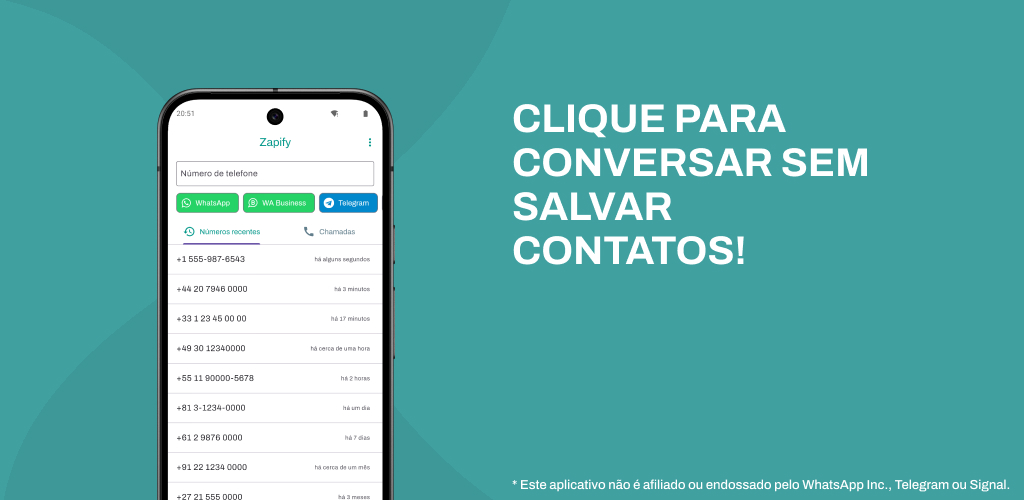 20:51
Zapify
Número de telefone
WhatsApp WA Business Telegram
Números recentes Chamadas
+1 555-987-6543 há alguns segundos
+44 20 7946 0000 há 3 minutos
+33 1 23 45 00 00 há 17 minutos
+49 30 12340000 há cerca de uma hora
+55 11 90000-5678 há 2 horas
+81 3-1234-0000 há um dia
+61 2 9876 0000 há 7 dias
+91 22 1234 0000 há cerca de um mês
+27 21 555 0000 há 3 meses
CLIQUE PARA
CONVERSAR SEM
SALVAR
CONTATOS!
* Este aplicativo não é afiliado ou endossado pelo WhatsApp Inc., Telegram ou Signal.